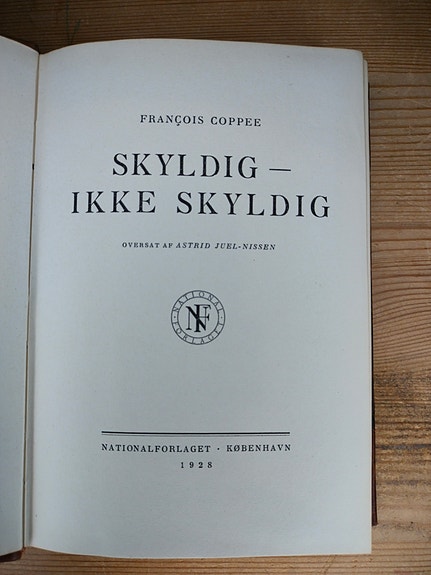 FRANÇOIS COPPEE
SKYLDIG —
IKKE SKYLDIG
OVERSAT AF ASTRID JUEL-NISSEN
NATIONAL
FORLAGET
NF
NATIONALFORLAGET · KØBENHAVN
1928